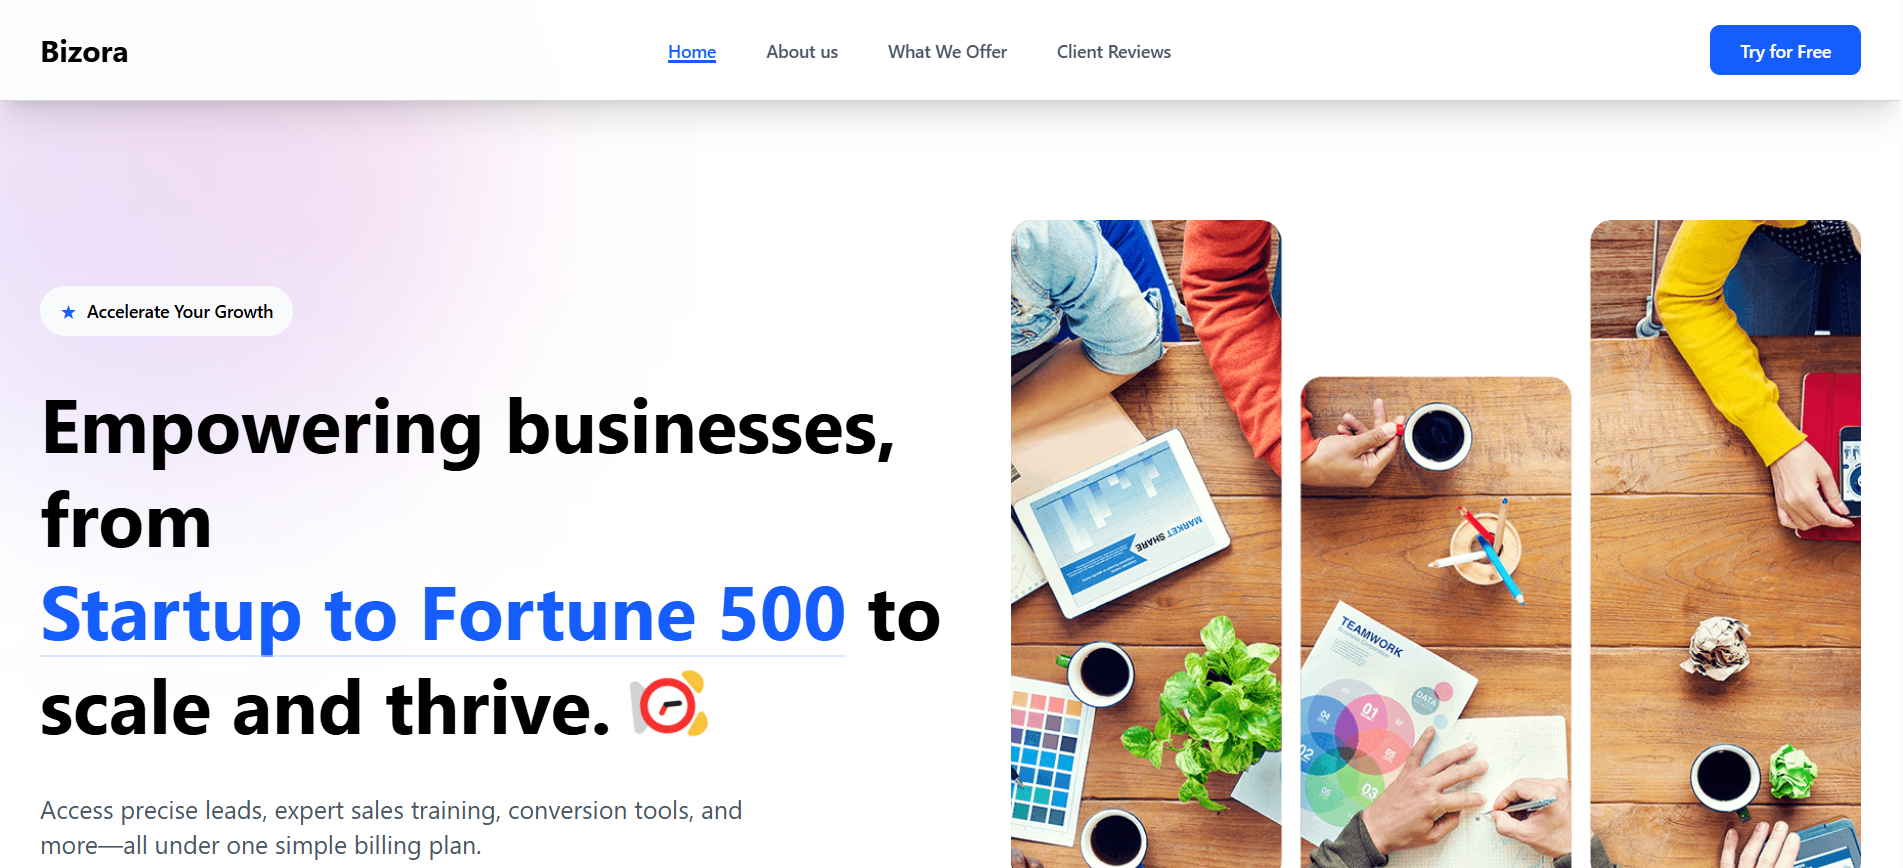 Bizora
Home
About us
What We Offer
Client Reviews
Try for Free
★ Accelerate Your Growth
Empowering businesses,
from
Startup to Fortune 500 to
scale and thrive.
Access precise leads, expert sales training, conversion tools, and
more—all under one simple billing plan.
MARKET SHARE
TEAMWORK
Business Corporation
DATA
01
02
03
04
05